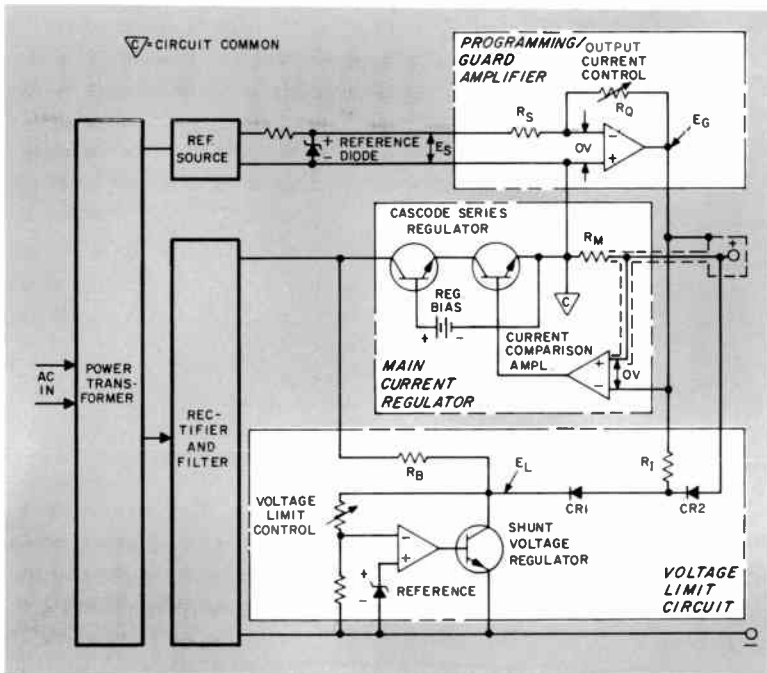 C = CIRCUIT COMMON
PROGRAMMING/
GUARD
AMPLIFIER
OUTPUT
CURRENT
CONTROL
RQ
RS
EG
OV
−
+
REF.
SOURCE
+
−
REFERENCE
DIODE
ES
CASCODE SERIES
REGULATOR
RM
+
REG
BIAS
+ −
C
CURRENT
COMPARISON
AMPL
+
−
OV
MAIN
CURRENT
REGULATOR
AC
IN
POWER
TRANS-
FORMER
REC-
TIFIER
AND
FILTER
RB
EL
RI
CR1
CR2
VOLTAGE
LIMIT
CONTROL
−
+
SHUNT
VOLTAGE
REGULATOR
+
−
REFERENCE
VOLTAGE
LIMIT
CIRCUIT
−